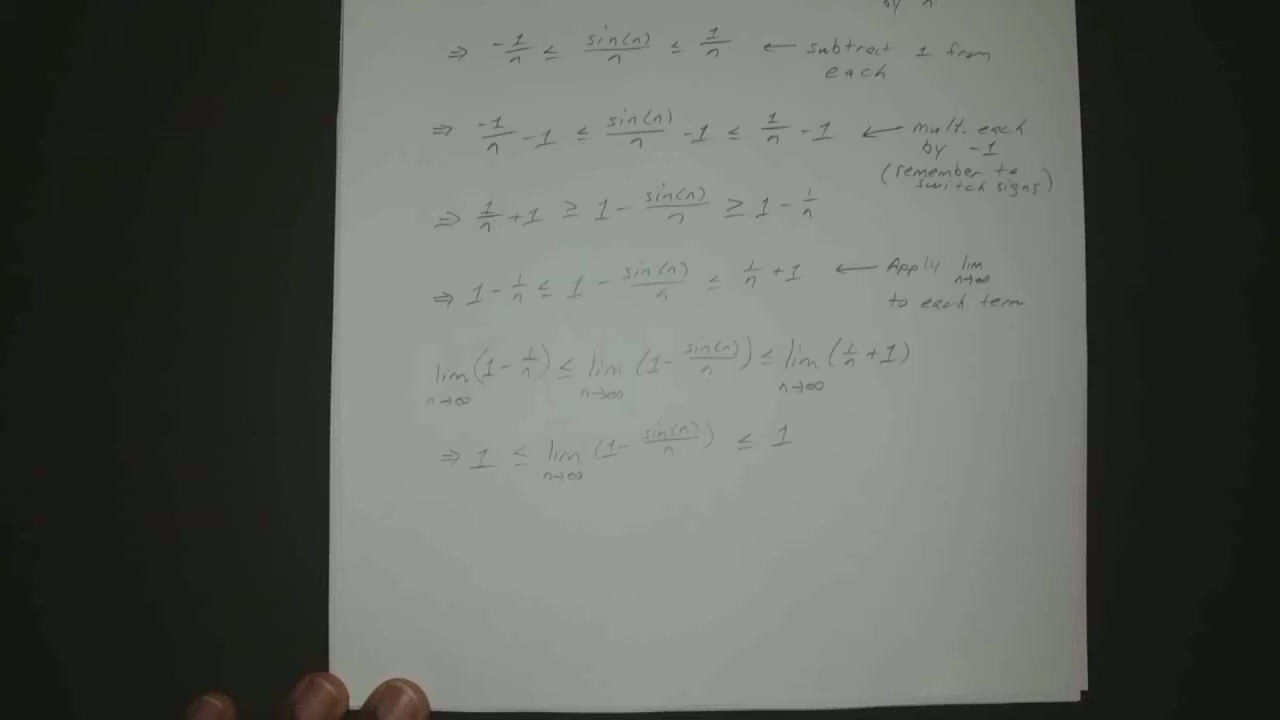 by n
⇒ -1/n ≤ sin(n)/n ≤ 1/n ← subtract 1 from
each
⇒ -1/n -1 ≤ sin(n)/n -1 ≤ 1/n -1 ← mult. each
by -1
(remember to
switch signs)
⇒ 1/n +1 ≥ 1- sin(n)/n ≥ 1- 1/n
⇒ 1- 1/n ≤ 1- sin(n)/n ≤ 1/n +1 ← Apply lim n→∞
to each term
lim n→∞ (1- 1/n) ≤ lim n→∞ (1- sin(n)/n) ≤ lim n→∞ (1/n +1)
⇒ 1 ≤ lim n→∞ (1- sin(n)/n) ≤ 1